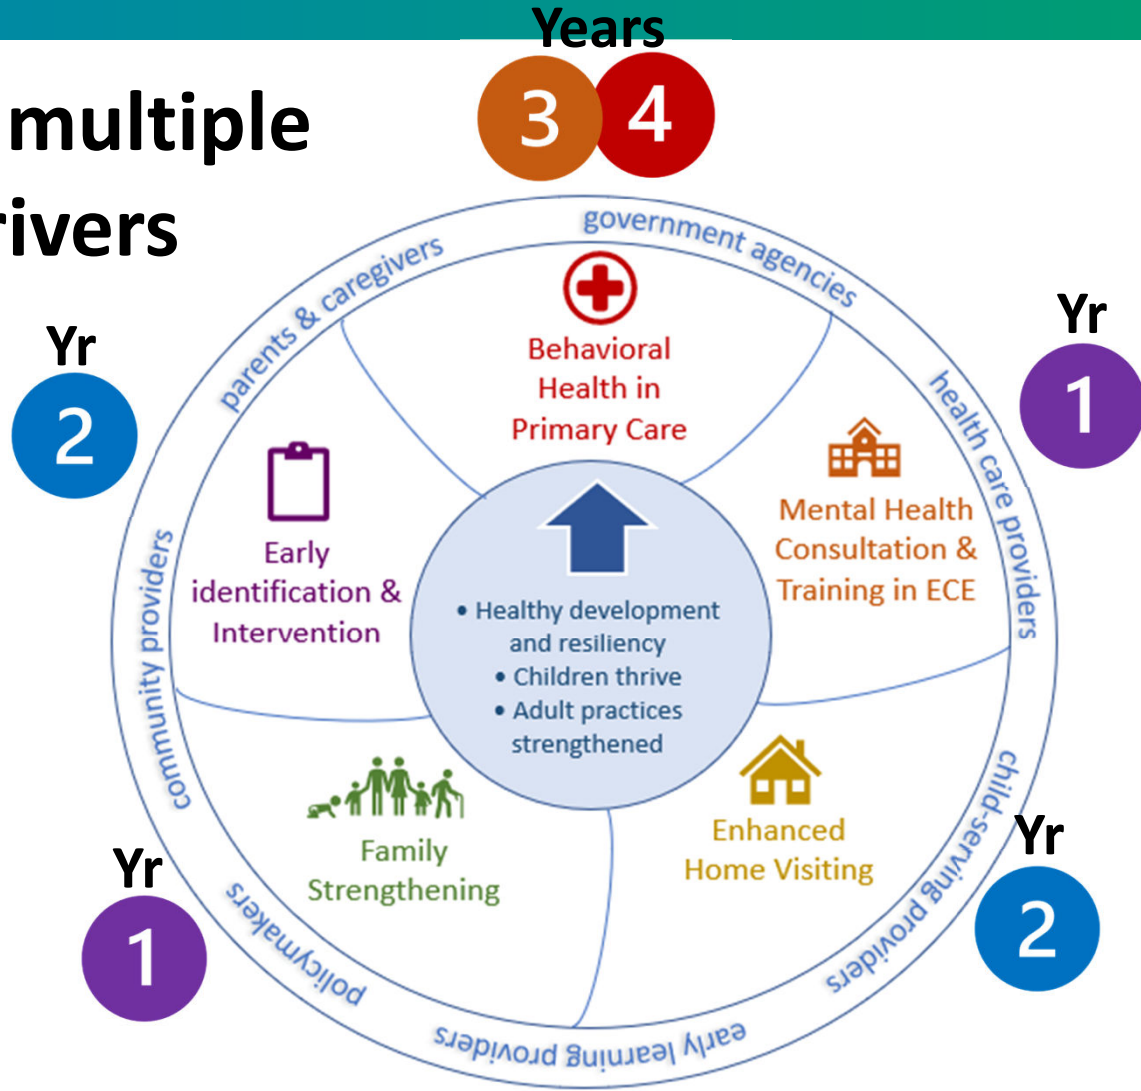 Years
3 4
multiple
rivers
government agencies
parents & caregivers
health care providers
community providers
child-serving providers
policymakers
early learning providers
Yr
2
Yr
1
Behavioral
Health in
Primary Care
Early
identification &
Intervention
Mental Health
Consultation &
Training in ECE
• Healthy development
and resiliency
• Children thrive
• Adult practices
strengthened
Family
Strengthening
Enhanced
Home Visiting
Yr
1
Yr
2